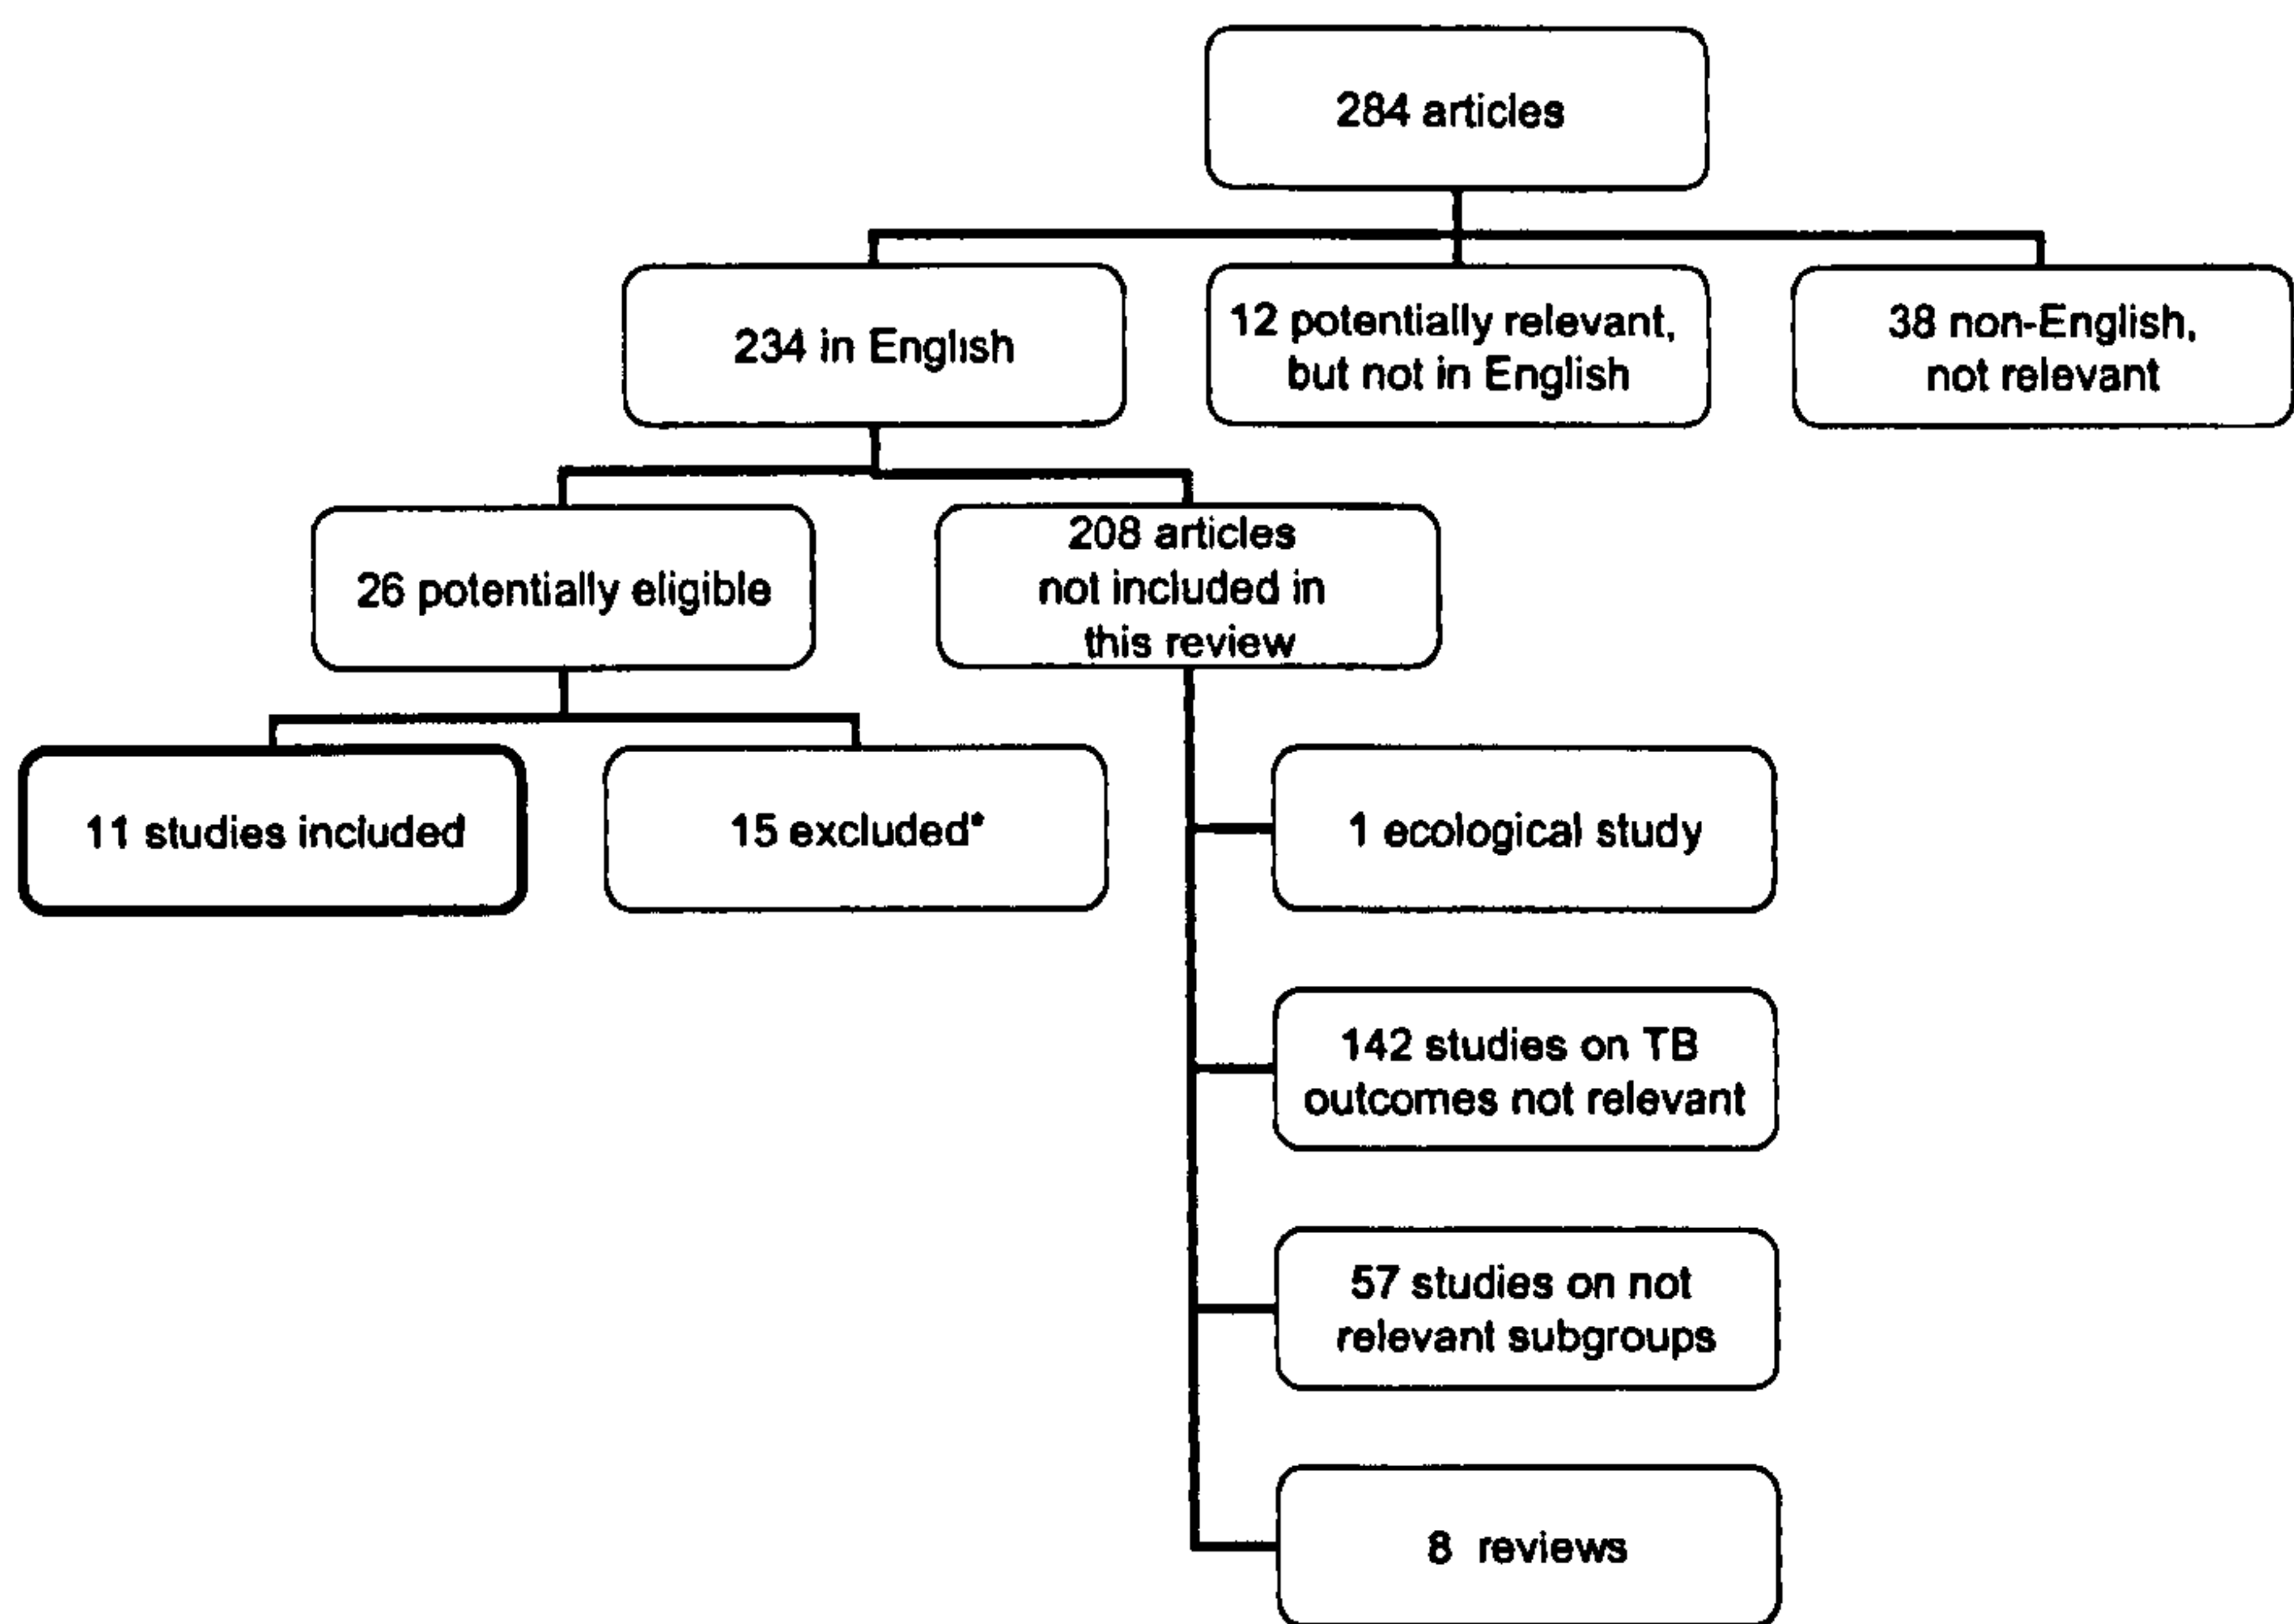 284 articles
234 in English
12 potentially relevant,
but not in English
38 non-English,
not relevant
26 potentially eligible
208 articles
not included in
this review
11 studies included
15 excluded*
1 ecological study
142 studies on TB
outcomes not relevant
57 studies on not
relevant subgroups
8 reviews